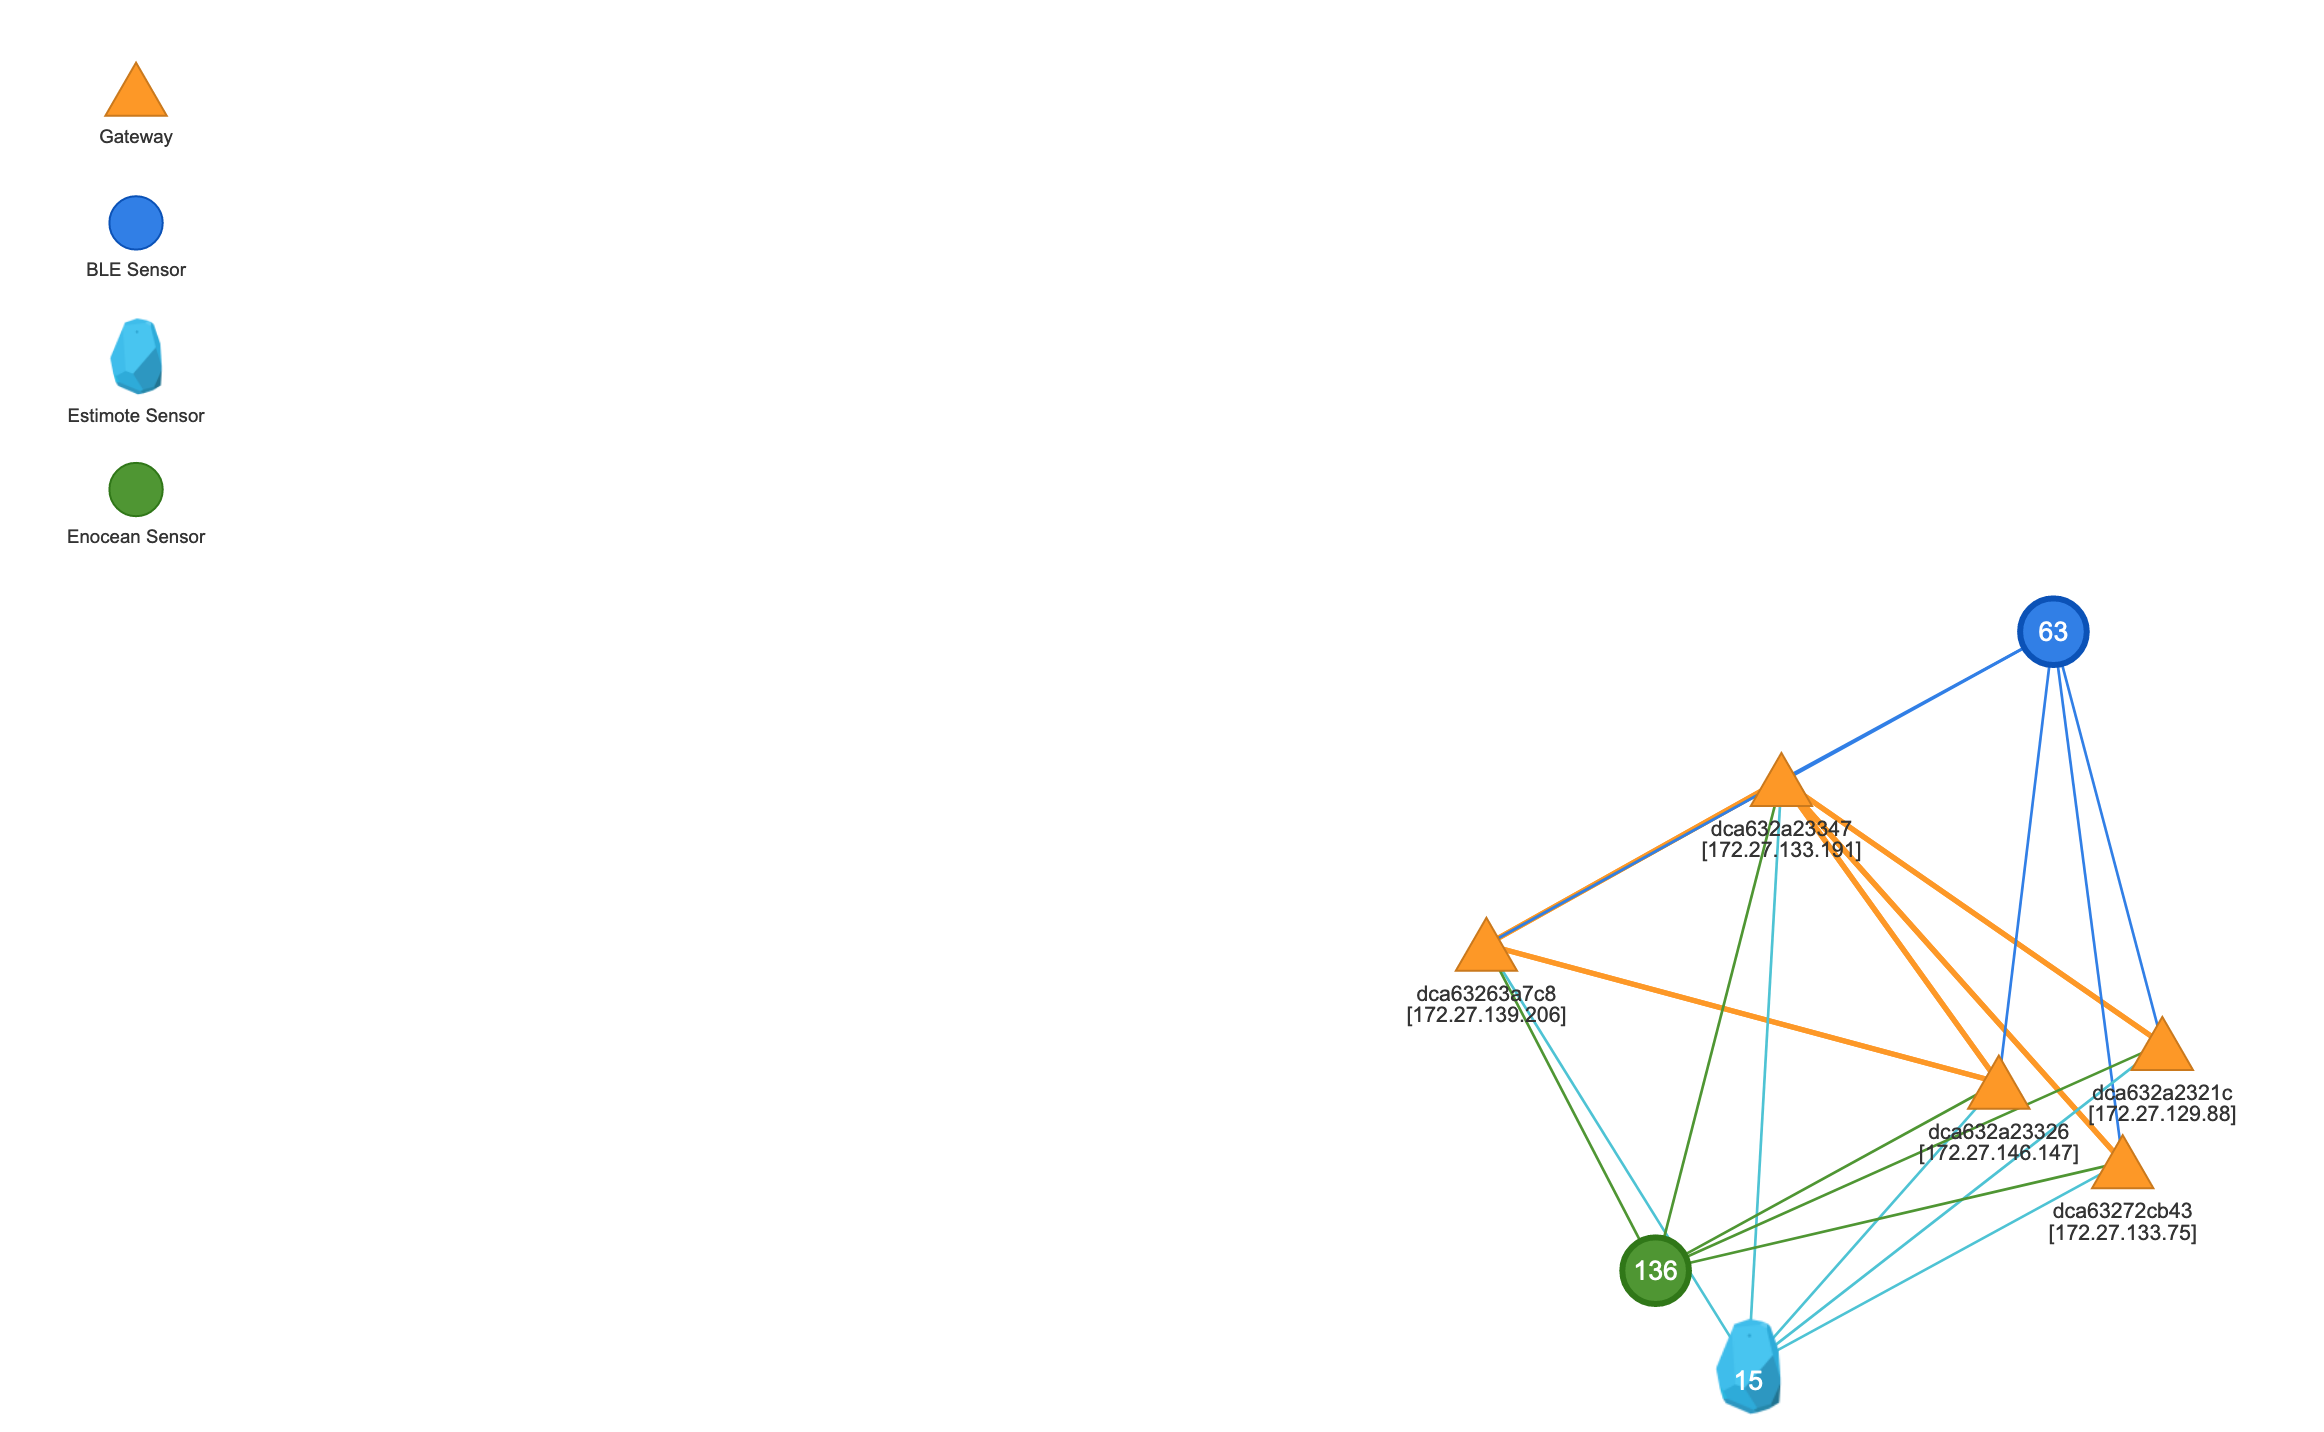 Gateway
BLE Sensor
Estimote Sensor
Enocean Sensor
63
dca632a23347
[172.27.133.191]
dca63263a7c8
[172.27.139.206]
dca632a2321c
[172.27.129.88]
dca632a23326
[172.27.146.147]
dca63272cb43
[172.27.133.75]
136
15